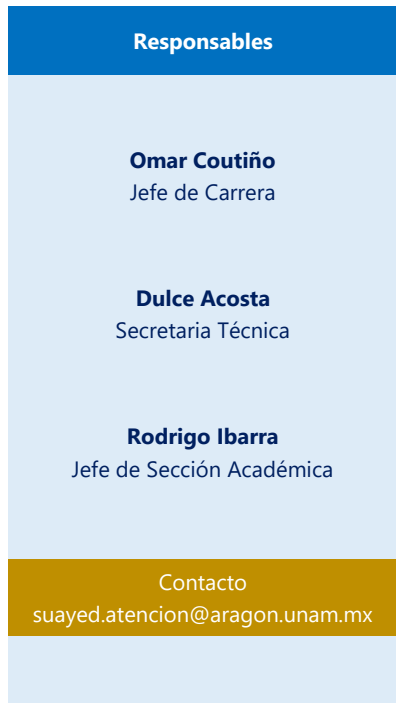 Responsables
Omar Coutiño
Jefe de Carrera
Dulce Acosta
Secretaria Técnica
Rodrigo Ibarra
Jefe de Sección Académica
Contacto
suayed.atencion@aragon.unam.mx